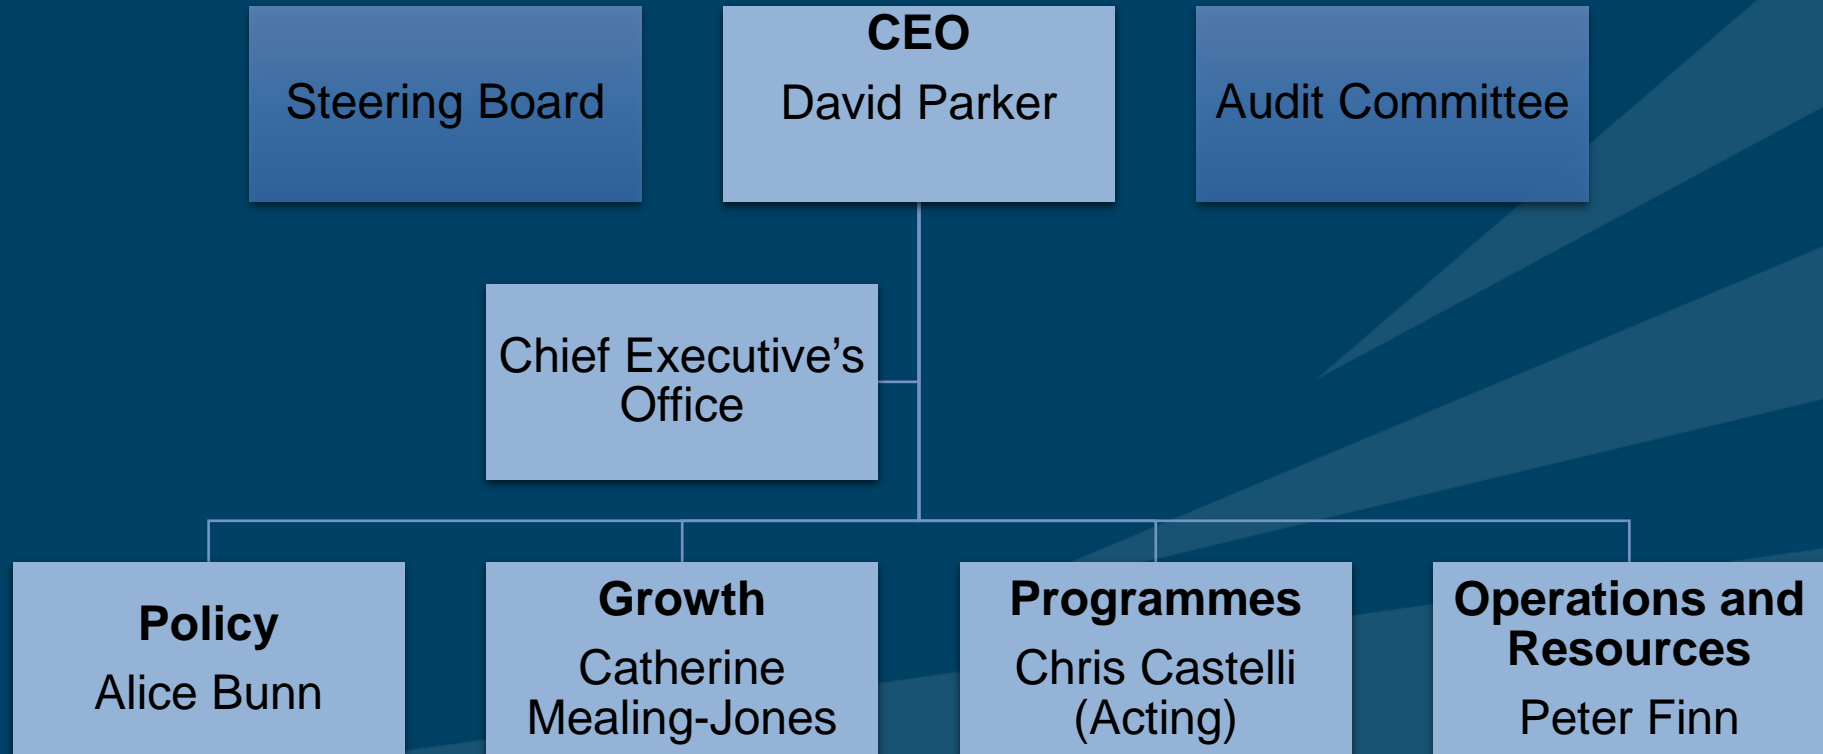 Steering Board
CEO
David Parker
Audit Committee
Chief Executive’s
Office
Policy
Alice Bunn
Growth
Catherine
Mealing-Jones
Programmes
Chris Castelli
(Acting)
Operations and
Resources
Peter Finn